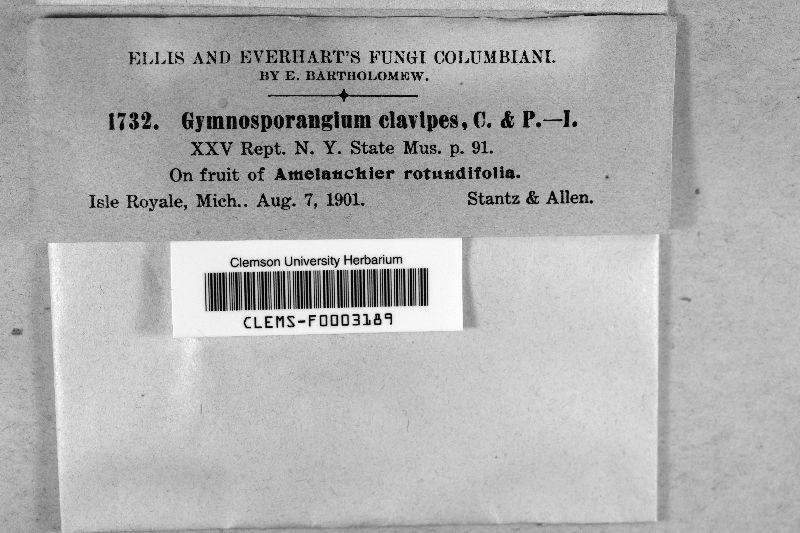 ELLIS AND EVERHART'S FUNGI COLUMBIANI.
BY E. BARTHOLOMEW.
1732. Gymnosporangium clavipes, C. & P.—I.
XXV Rept. N. Y. State Mus. p. 91.
On fruit of Amelanchier rotundifolia.
Isle Royale, Mich.. Aug. 7, 1901. Stantz & Allen.
Clemson University Herbarium
CLEMS-F0003189